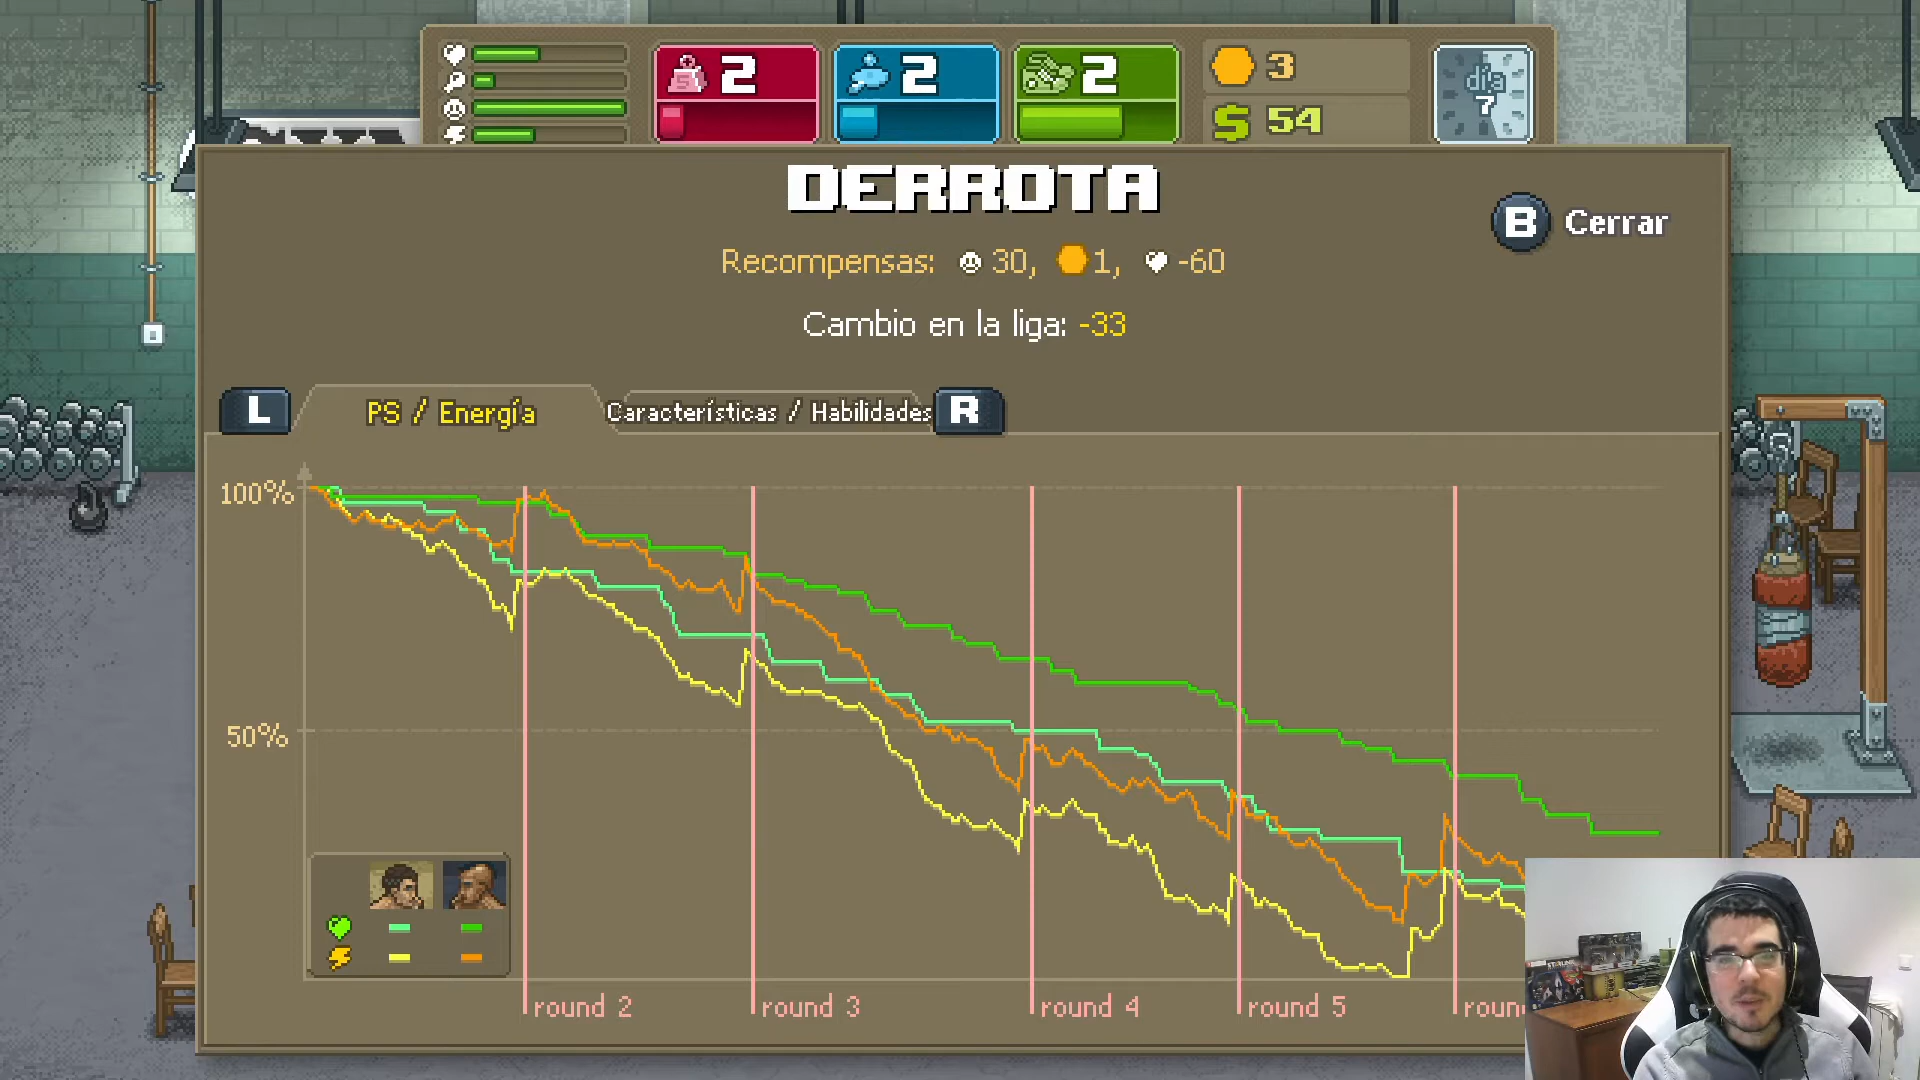 2
2
2
3
$ 54
día
7
DERROTA
B Cerrar
Recompensas: 30, 1, -60
Cambio en la liga: -33
L
PS / Energía
Características / Habilidades
R
100%
50%
round 2
round 3
round 4
round 5
roun